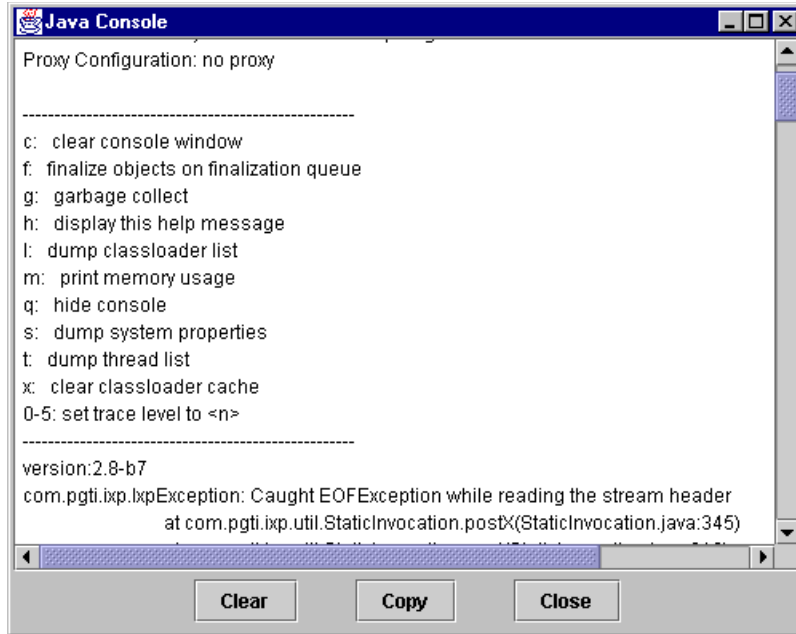 Java Console
Proxy Configuration: no proxy
----------------------------------------------------
c: clear console window
f: finalize objects on finalization queue
g: garbage collect
h: display this help message
l: dump classloader list
m: print memory usage
q: hide console
s: dump system properties
t: dump thread list
x: clear classloader cache
0-5: set trace level to <n>
----------------------------------------------------
version:2.8-b7
com.pgti.ixp.IxpException: Caught EOFException while reading the stream header
at com.pgti.ixp.util.StaticInvocation.postX(StaticInvocation.java:345)
Clear Copy Close